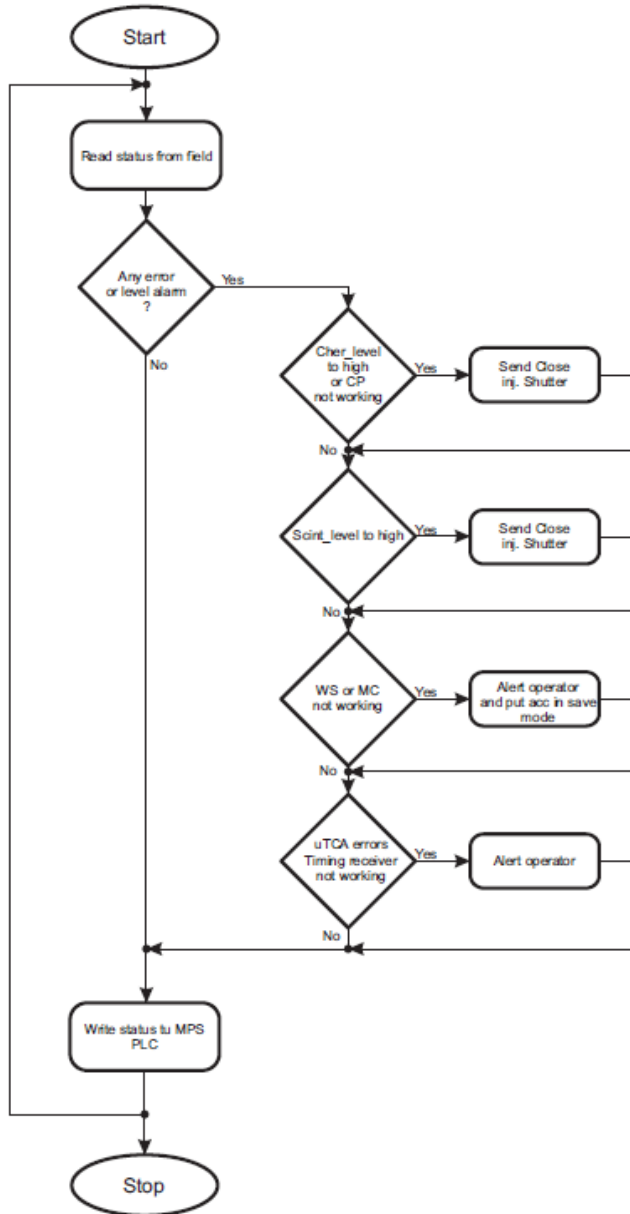 Start
Read status from field
Any error
or level alarm
?
Yes
No
Cher_level
to high
or CP
not working
Yes
Send Close
inj. Shutter
No
Scint_level to high
Yes
Send Close
inj. Shutter
No
WS or MC
not working
Yes
Alert operator
and put acc in save
mode
No
uTCA errors
Timing receiver
not working
Yes
Alert operator
No
Write status tu MPS
PLC
Stop